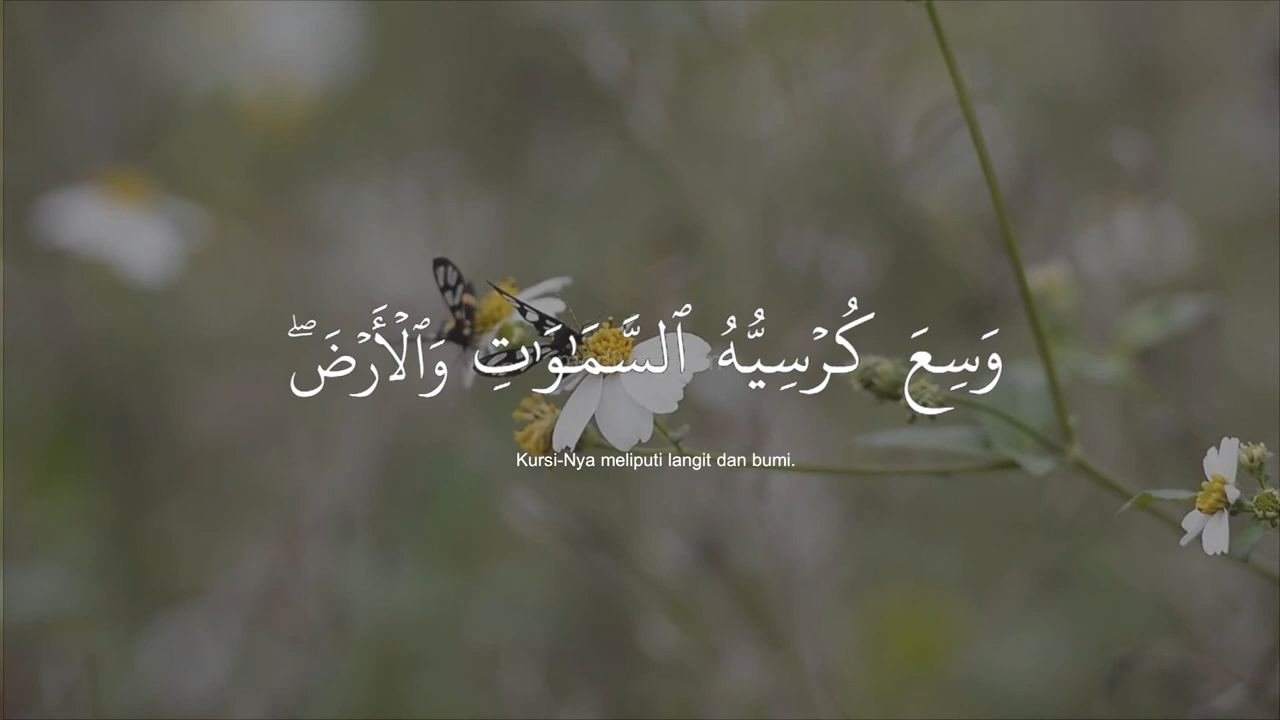 وَسِعَ كُرْسِيُّهُ ٱلسَّمَـٰوَٰتِ وَٱلْأَرْضَ ۖ
Kursi-Nya meliputi langit dan bumi.